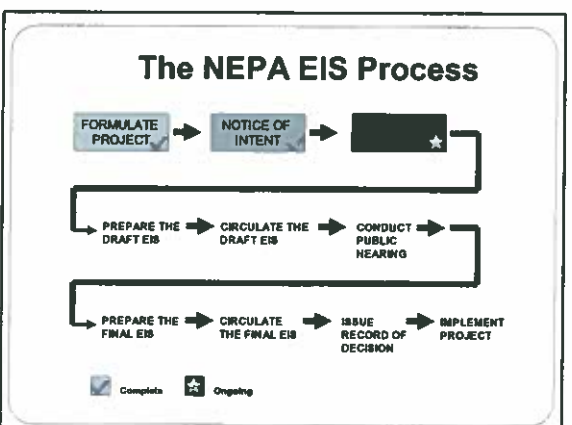 The NEPA EIS Process
FORMULATE
PROJECT
NOTICE OF
INTENT
PREPARE THE
DRAFT EIS
CIRCULATE THE
DRAFT EIS
CONDUCT
PUBLIC
HEARING
PREPARE THE
FINAL EIS
CIRCULATE
THE FINAL EIS
ISSUE
RECORD OF
DECISION
IMPLEMENT
PROJECT
Complete
Ongoing